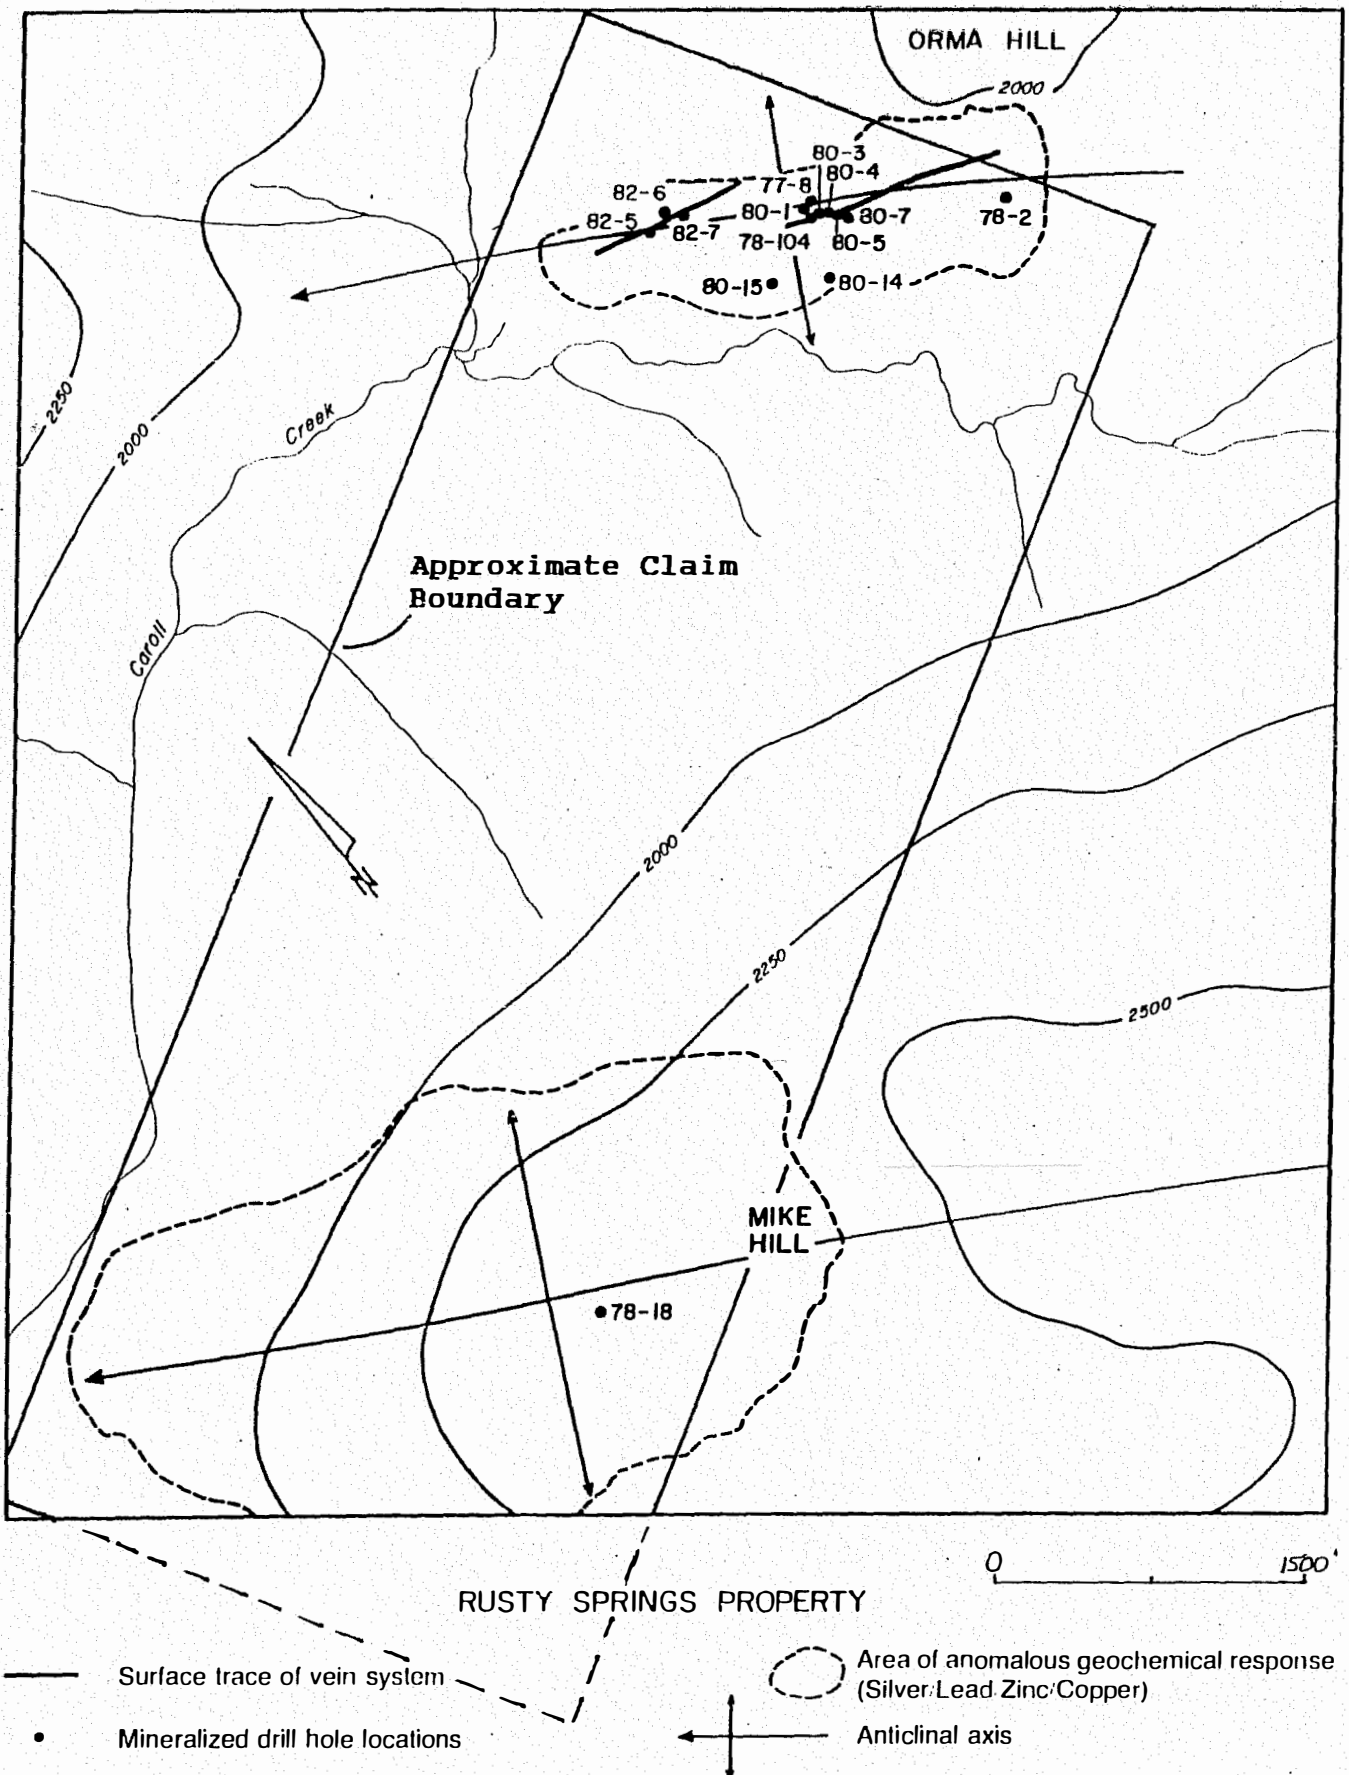 ORMA HILL
2000
80-3
80-4
77-8
82-6
80-1
80-7
78-2
82-5
82-7
78-104
80-5
80-15
80-14
2250
2000
Creek
Approximate Claim
Boundary
Caroll
N
2000
2250
2500
MIKE
HILL
78-18
0 1500'
RUSTY SPRINGS PROPERTY
Surface trace of vein system
Area of anomalous geochemical response
(Silver/Lead/Zinc/Copper)
Mineralized drill hole locations
Anticlinal axis